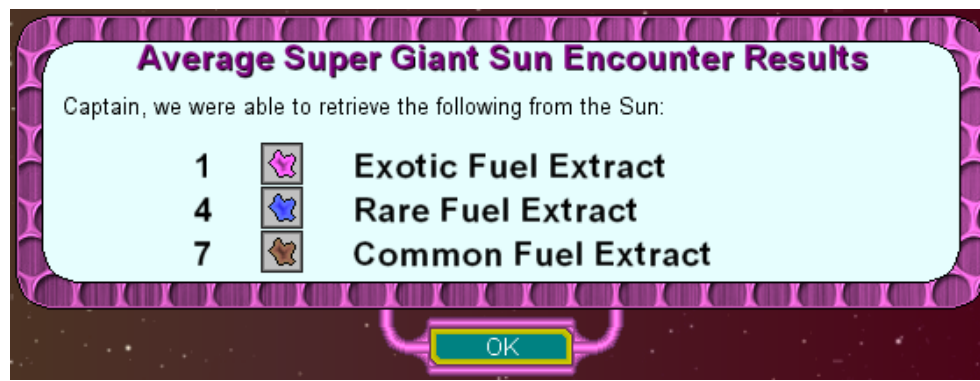 Average Super Giant Sun Encounter Results
Captain, we were able to retrieve the following from the Sun:
1 Exotic Fuel Extract
4 Rare Fuel Extract
7 Common Fuel Extract
OK